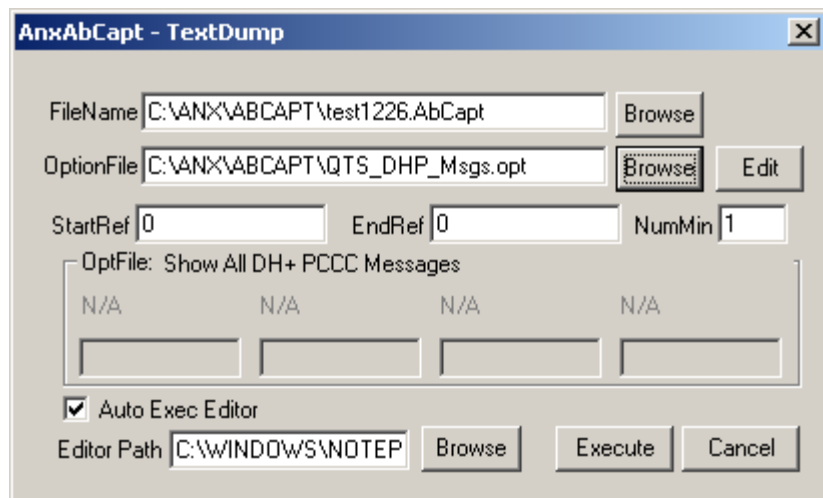 AnxAbCapt - TextDump
FileName C:\ANX\ABCAPT\test1226.AbCapt Browse
OptionFile C:\ANX\ABCAPT\QTS_DHP_Msgs.opt Browse Edit
StartRef 0 EndRef 0 NumMin 1
OptFile: Show All DH+ PCCC Messages
N/A N/A N/A N/A
Auto Exec Editor
Editor Path C:\WINDOWS\NOTEP Browse Execute Cancel